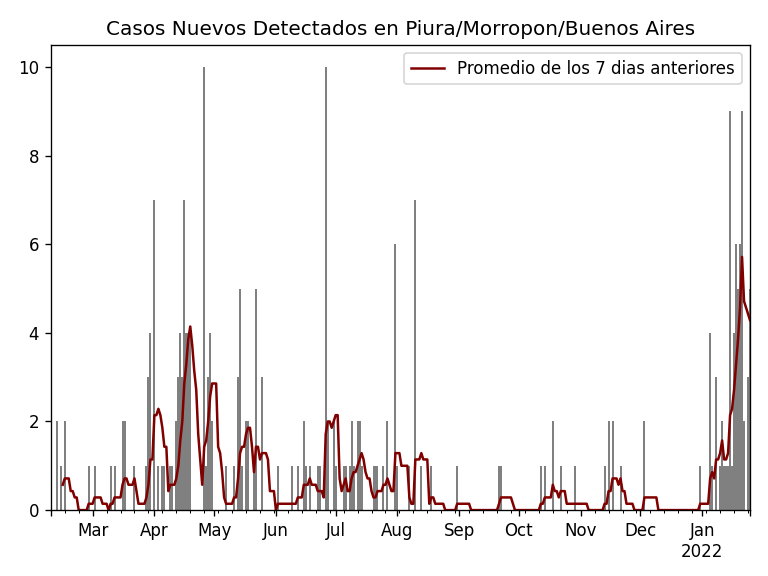 Casos Nuevos Detectados en Piura/Morropon/Buenos Aires
Promedio de los 7 dias anteriores
10
8
6
4
2
0
Mar Apr May Jun Jul Aug Sep Oct Nov Dec Jan
2022